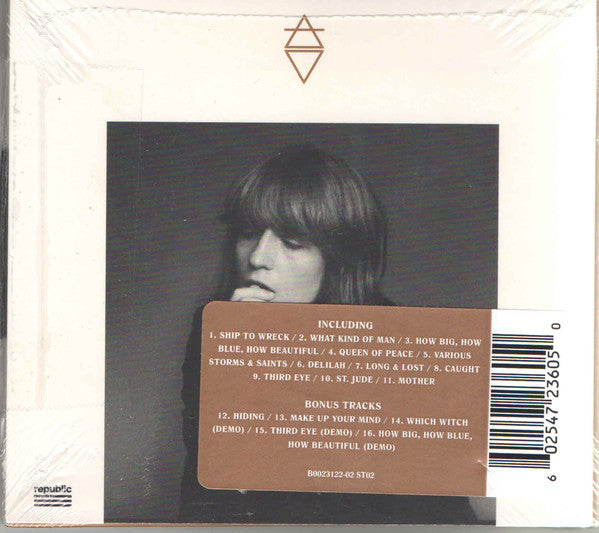 INCLUDING
1. SHIP TO WRECK / 2. WHAT KIND OF MAN / 3. HOW BIG, HOW
BLUE, HOW BEAUTIFUL / 4. QUEEN OF PEACE / 5. VARIOUS
STORMS & SAINTS / 6. DELILAH / 7. LONG & LOST / 8. CAUGHT
9. THIRD EYE / 10. ST. JUDE / 11. MOTHER
BONUS TRACKS
12. HIDING / 13. MAKE UP YOUR MIND / 14. WHICH WITCH
(DEMO) / 15. THIRD EYE (DEMO) / 16. HOW BIG, HOW BLUE,
HOW BEAUTIFUL (DEMO)
B0023122-02 ST02
6 02547 23605 0
republic